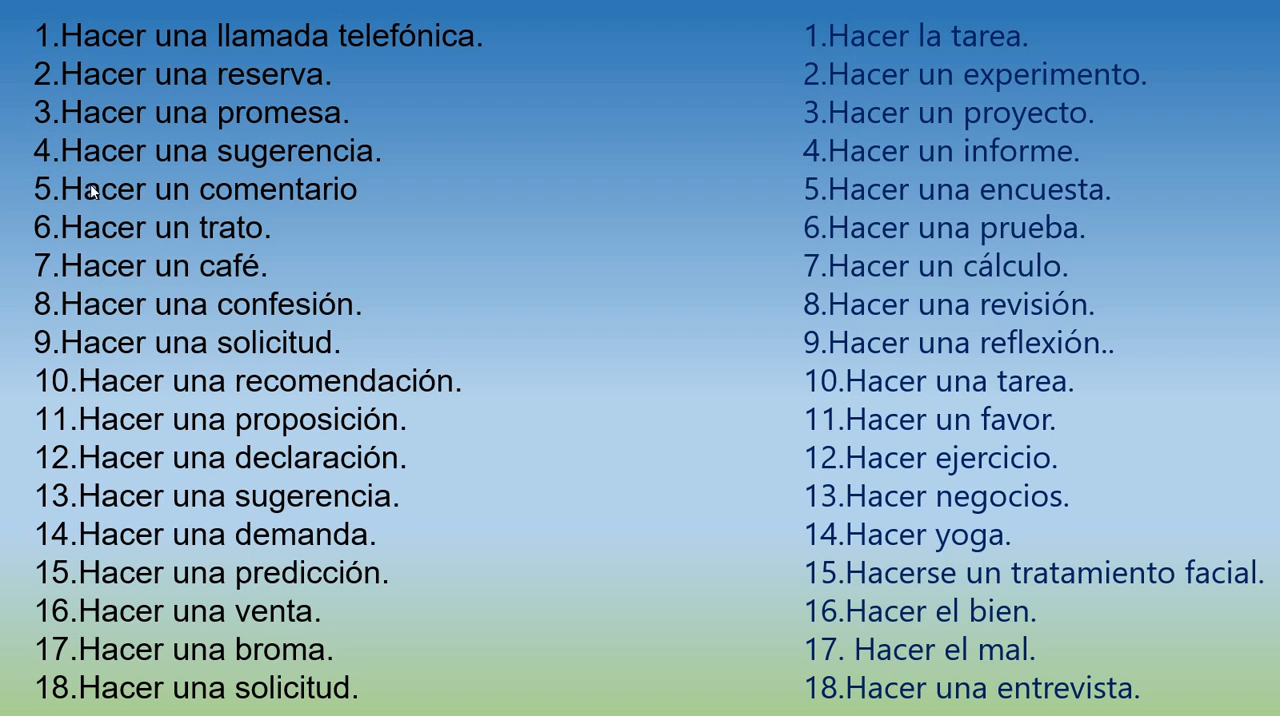 1.Hacer una llamada telefónica.
2.Hacer una reserva.
3.Hacer una promesa.
4.Hacer una sugerencia.
5.Hacer un comentario
6.Hacer un trato.
7.Hacer un café.
8.Hacer una confesión.
9.Hacer una solicitud.
10.Hacer una recomendación.
11.Hacer una proposición.
12.Hacer una declaración.
13.Hacer una sugerencia.
14.Hacer una demanda.
15.Hacer una predicción.
16.Hacer una venta.
17.Hacer una broma.
18.Hacer una solicitud.
1.Hacer la tarea.
2.Hacer un experimento.
3.Hacer un proyecto.
4.Hacer un informe.
5.Hacer una encuesta.
6.Hacer una prueba.
7.Hacer un cálculo.
8.Hacer una revisión.
9.Hacer una reflexión..
10.Hacer una tarea.
11.Hacer un favor.
12.Hacer ejercicio.
13.Hacer negocios.
14.Hacer yoga.
15.Hacerse un tratamiento facial.
16.Hacer el bien.
17. Hacer el mal.
18.Hacer una entrevista.